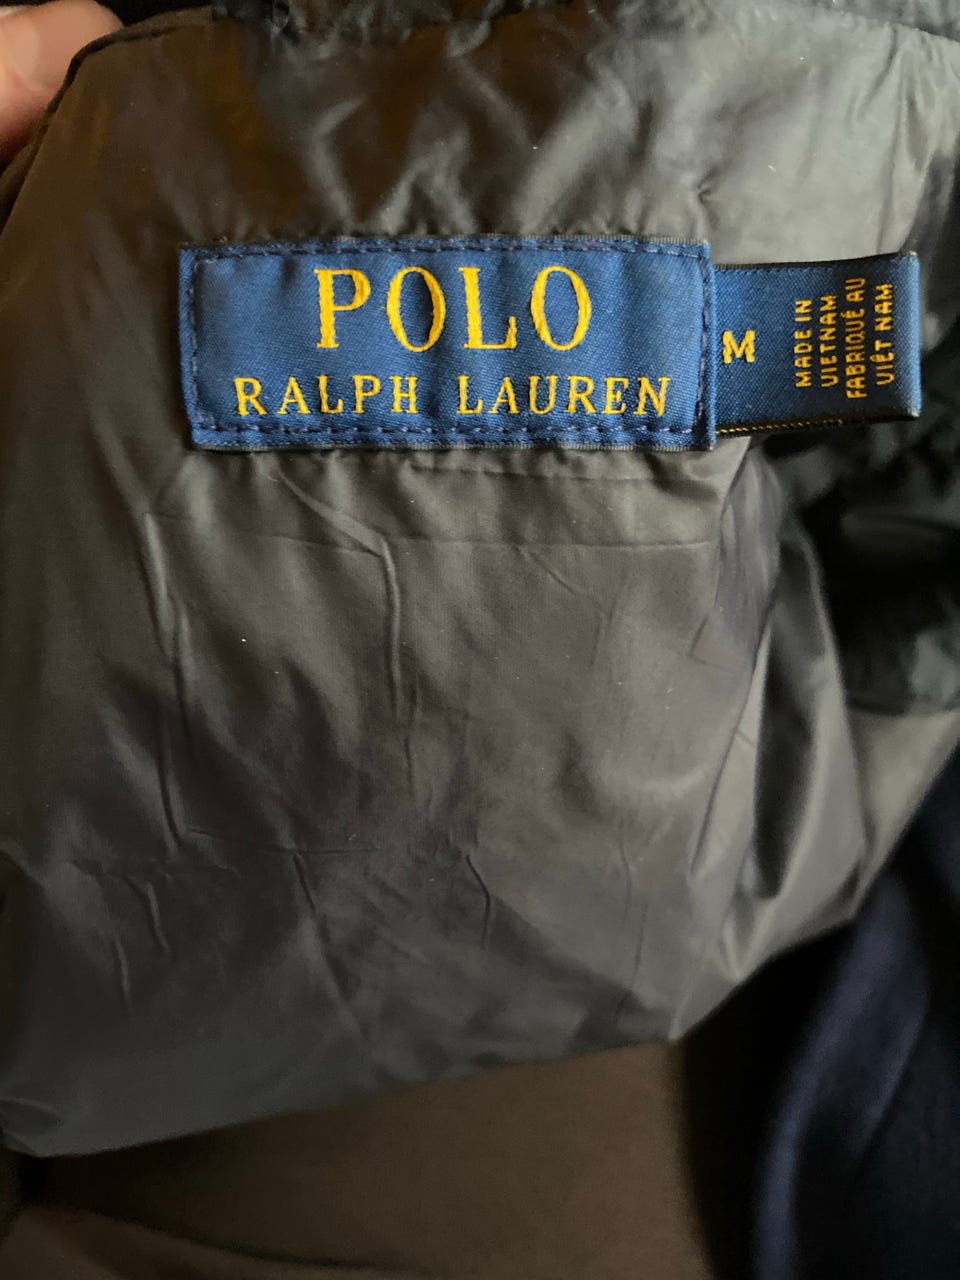 POLO
RALPH LAUREN
M
MADE IN
VIETNAM
FABRIQUÉ AU
VIÊT NAM